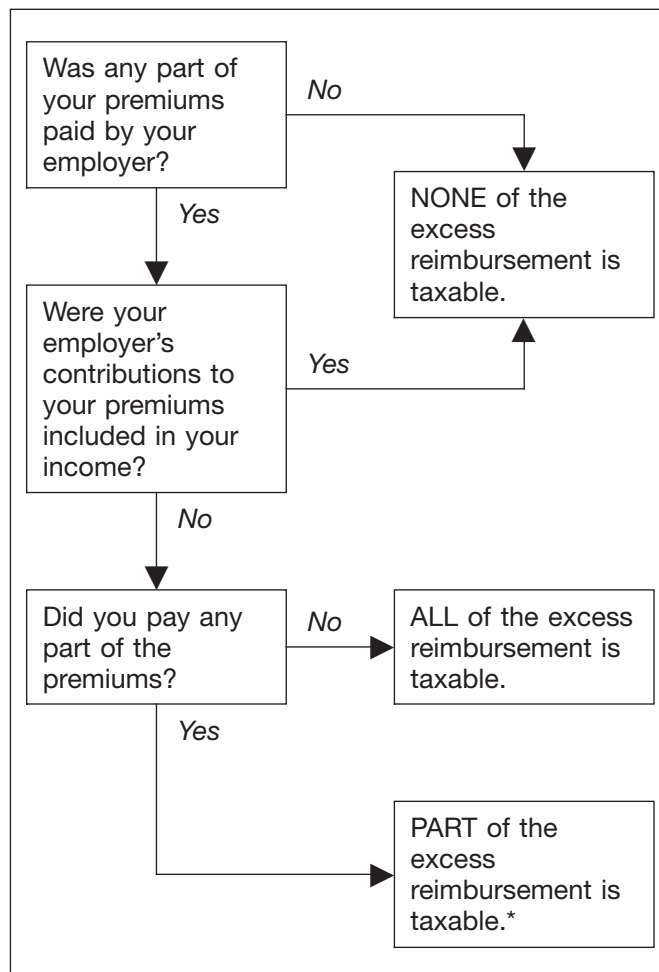 Was any part of
your premiums
paid by your
employer?
No
Yes
NONE of the
excess
reimbursement is
taxable.
Were your
employer’s
contributions to
your premiums
included in your
income?
Yes
No
Did you pay any
part of the
premiums?
No
Yes
ALL of the excess
reimbursement is
taxable.
PART of the
excess
reimbursement is
taxable.*